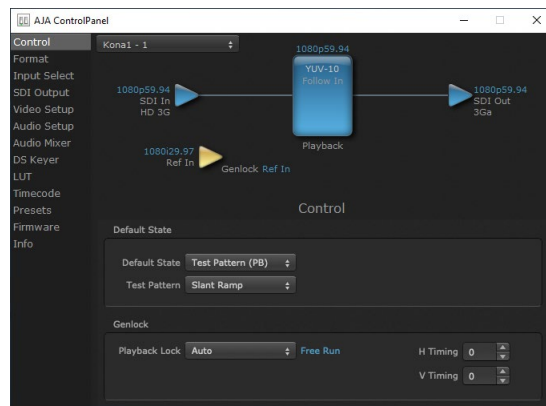 AJA ControlPanel
Control
Format
Input Select
SDI Output
Video Setup
Audio Setup
Audio Mixer
DS Keyer
LUT
Timecode
Presets
Firmware
Info
Kona1 - 1
1080p59.94
YUV-10
Follow In
Playback
1080p59.94
SDI In
HD 3G
1080p59.94
SDI Out
3Ga
1080i29.97
Ref In
Genlock Ref In
Control
Default State
Default State Test Pattern (PB)
Test Pattern Slant Ramp
Genlock
Playback Lock Auto Free Run
H Timing 0
V Timing 0